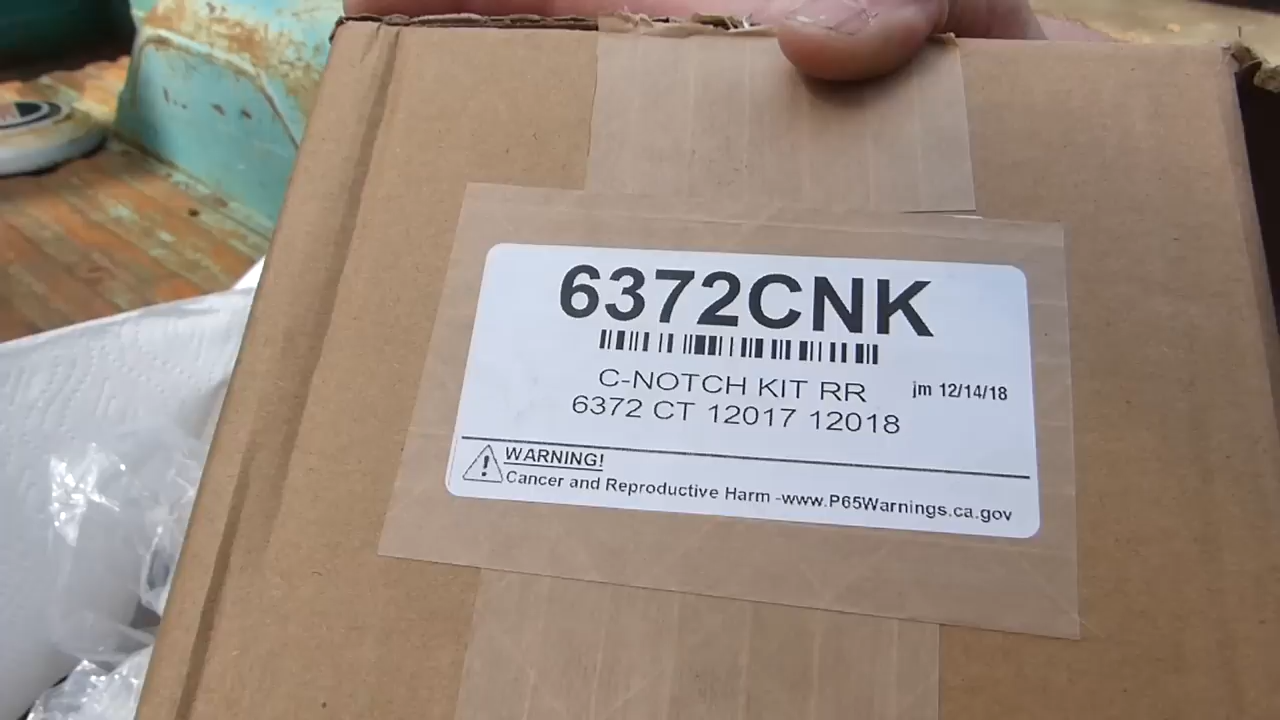 6372CNK
C-NOTCH KIT RR jm 12/14/18
6372 CT 12017 12018
WARNING!
Cancer and Reproductive Harm -www.P65Warnings.ca.gov